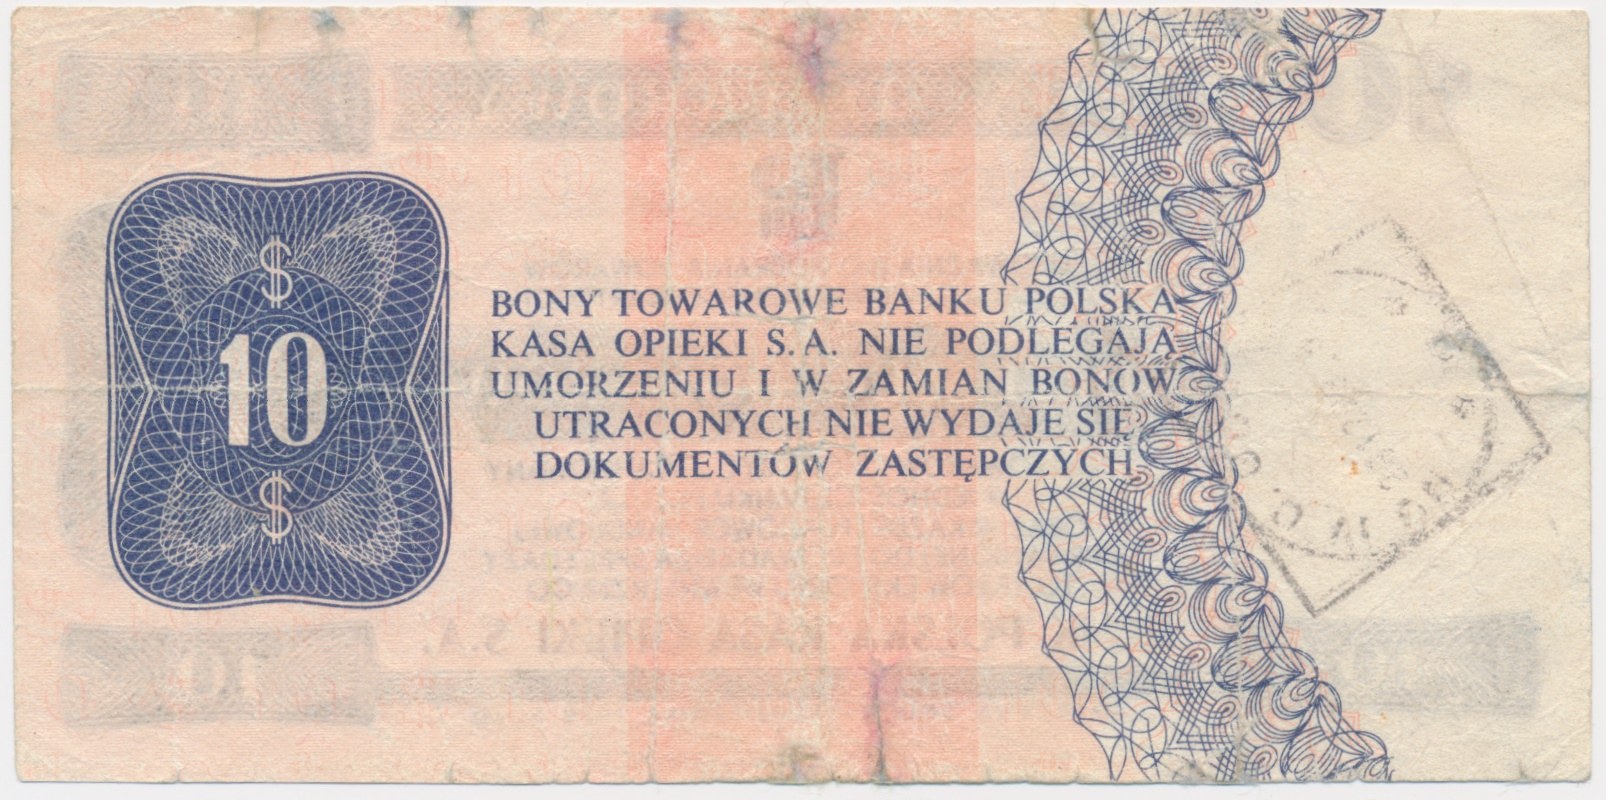 $
10
$
BONY TOWAROWE BANKU POLSKA
KASA OPIEKI S.A. NIE PODLEGAJĄ
UMORZENIU I W ZAMIAN BONÓW
UTRACONYCH NIE WYDAJE SIĘ
DOKUMENTÓW ZASTĘPCZYCH.